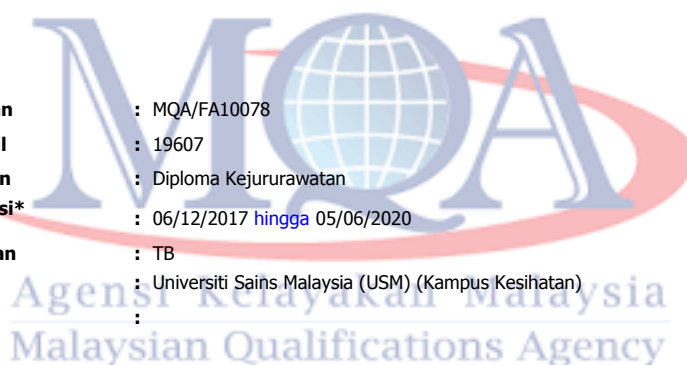 MQA
an : MQA/FA10078
l : 19607
n : Diploma Kejururawatan
si* : 06/12/2017 hingga 05/06/2020
an : TB
: Universiti Sains Malaysia (USM) (Kampus Kesihatan)
:
Agensi Kelayakan Malaysia
Malaysian Qualifications Agency